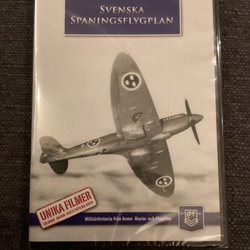 SVENSKA
SPANINGSFLYGPLAN
UNIKA FILMER
Militärhistoria från Armé- Marin- och Flygfilm